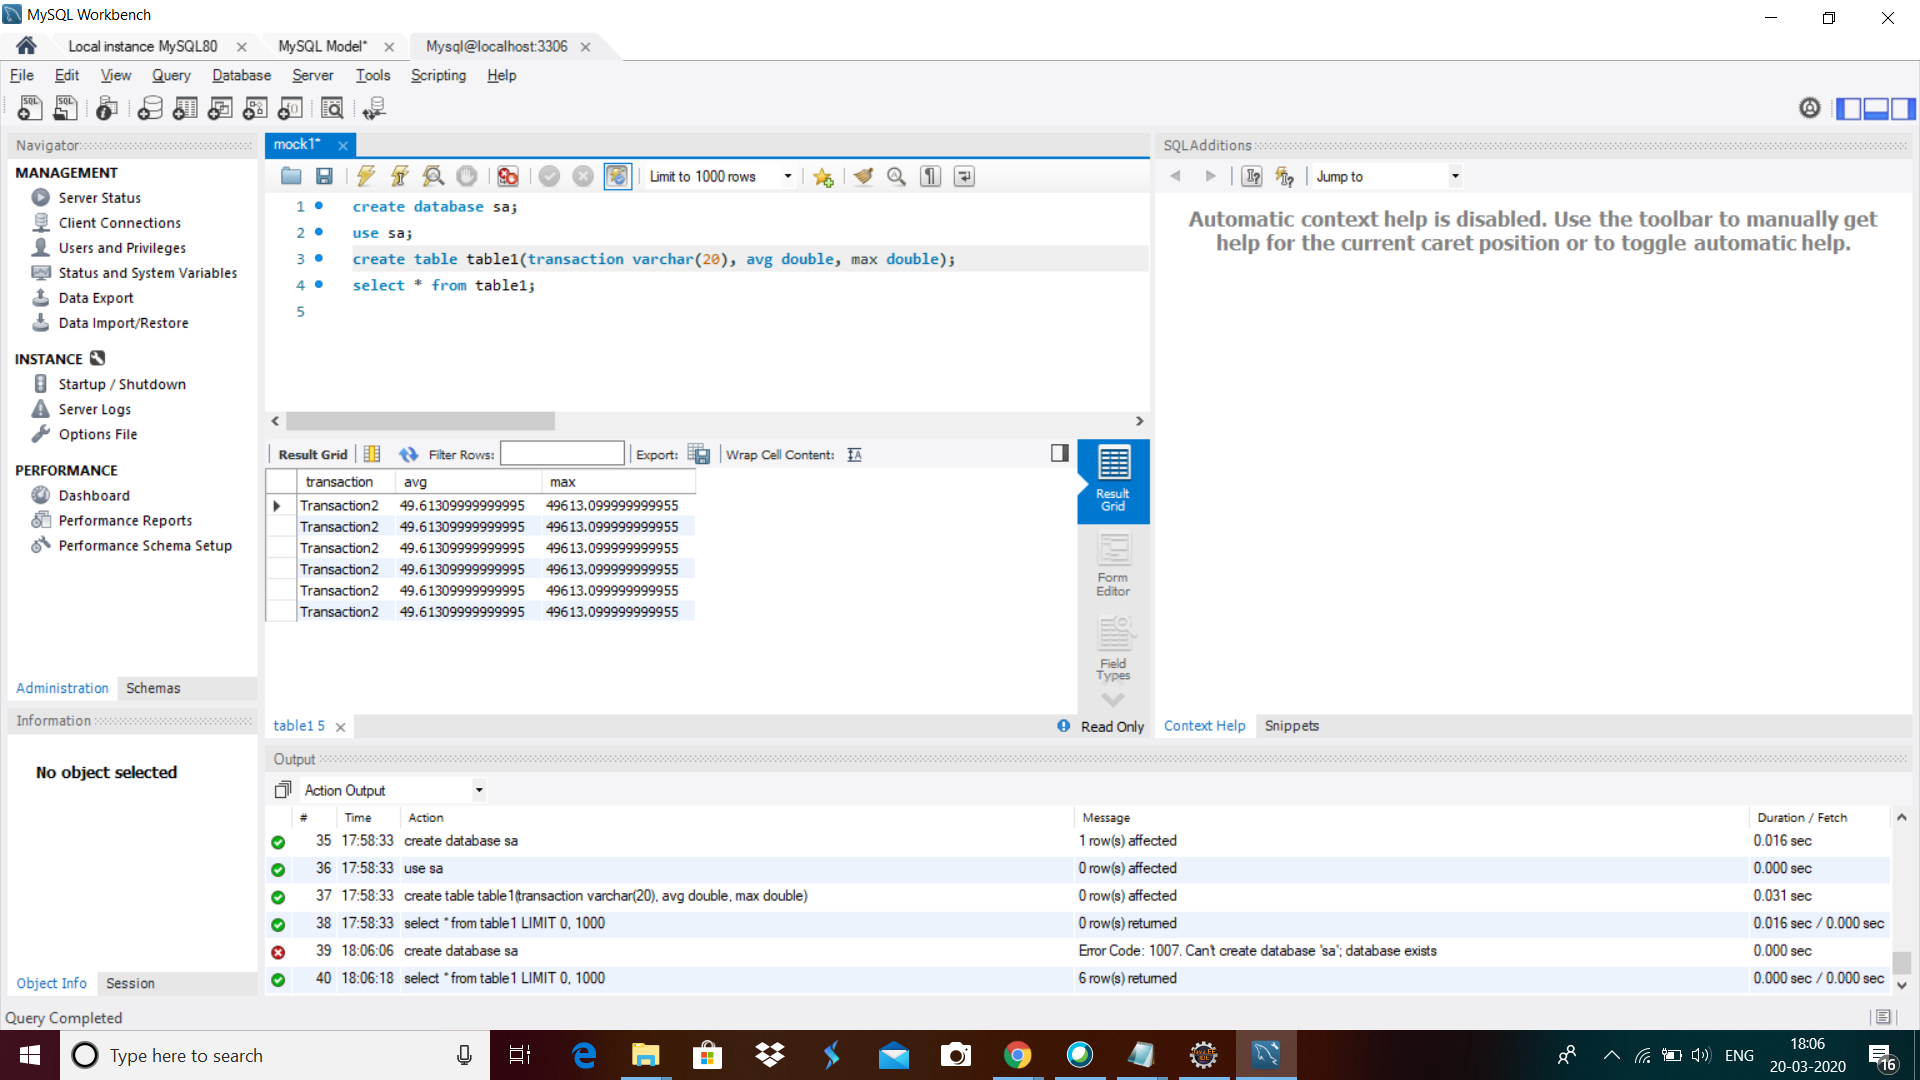 MySQL Workbench
Local instance MySQL80
MySQL Model*
Mysql@localhost:3306
File Edit View Query Database Server Tools Scripting Help
Navigator
MANAGEMENT
Server Status
Client Connections
Users and Privileges
Status and System Variables
Data Export
Data Import/Restore
INSTANCE
Startup / Shutdown
Server Logs
Options File
PERFORMANCE
Dashboard
Performance Reports
Performance Schema Setup
Administration Schemas
Information
No object selected
Object Info Session
mock1*
Limit to 1000 rows
1 create database sa;
2 use sa;
3 create table table1(transaction varchar(20), avg double, max double);
4 select * from table1;
5
Result Grid Filter Rows: Export: Wrap Cell Content:
transaction avg max
Transaction2 49.61309999999995 49613.099999999955
Transaction2 49.61309999999995 49613.099999999955
Transaction2 49.61309999999995 49613.099999999955
Transaction2 49.61309999999995 49613.099999999955
Transaction2 49.61309999999995 49613.099999999955
Transaction2 49.61309999999995 49613.099999999955
Result
Grid
Form
Editor
Field
Types
table1 5
Read Only
SQLAdditions
Jump to
Automatic context help is disabled. Use the toolbar to manually get
help for the current caret position or to toggle automatic help.
Context Help Snippets
Output
Action Output
# Time Action Message Duration / Fetch
35 17:58:33 create database sa 1 row(s) affected 0.016 sec
36 17:58:33 use sa 0 row(s) affected 0.000 sec
37 17:58:33 create table table1(transaction varchar(20), avg double, max double) 0 row(s) affected 0.031 sec
38 17:58:33 select * from table1 LIMIT 0, 1000 0 row(s) returned 0.016 sec / 0.000 sec
39 18:06:06 create database sa Error Code: 1007. Can't create database 'sa'; database exists 0.000 sec
40 18:06:18 select * from table1 LIMIT 0, 1000 6 row(s) returned 0.000 sec / 0.000 sec
Query Completed
Type here to search
ENG
18:06
20-03-2020
16